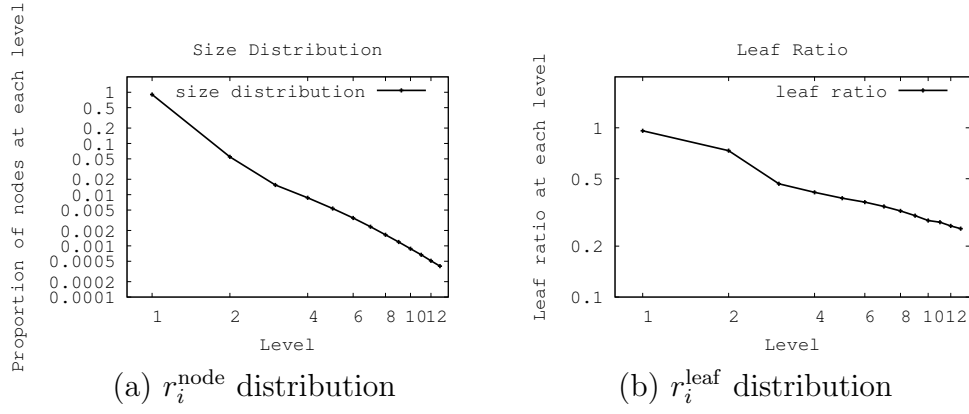 Size Distribution
Proportion of nodes at each level
size distribution
1
0.5
0.2
0.1
0.05
0.02
0.01
0.005
0.002
0.001
0.0005
0.0002
0.0001
1 2 4 6 8 10 12
Level
(a) r_i^node distribution
Leaf Ratio
Leaf ratio at each level
leaf ratio
1
0.5
0.2
0.1
1 2 4 6 8 10 12
Level
(b) r_i^leaf distribution